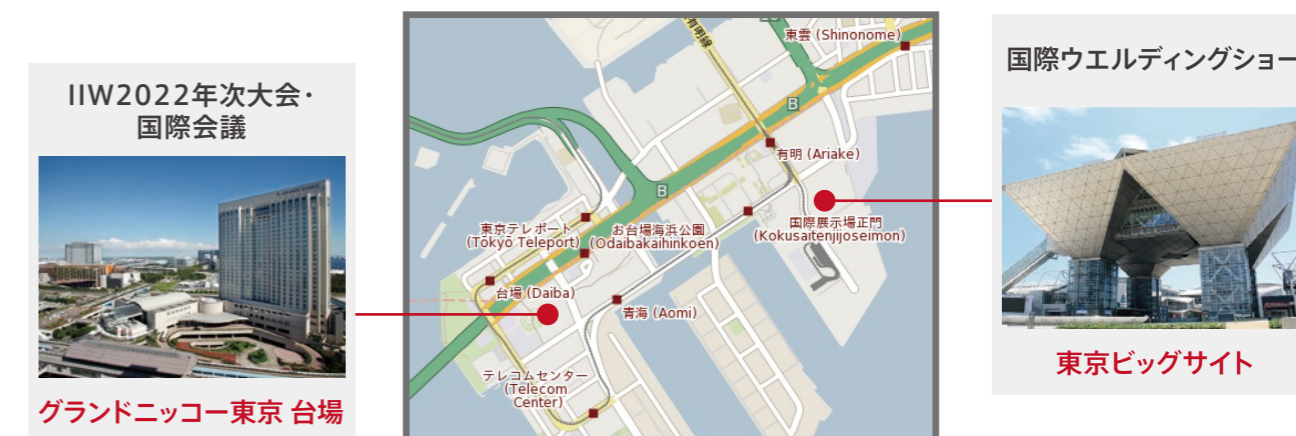 IIW2022年次大会・
国際会議
グランドニッコー東京 台場
有明線
東雲 (Shinonome)
B
有明 (Ariake)
B
東京テレポート
(Tōkyō Teleport)
お台場海浜公園
(Odaibakaihinkoen)
国際展示場正門
(Kokusaitenjijoseimon)
台場 (Daiba)
青海 (Aomi)
テレコムセンター
(Telecom
Center)
国際ウエルディングショー
東京ビッグサイト